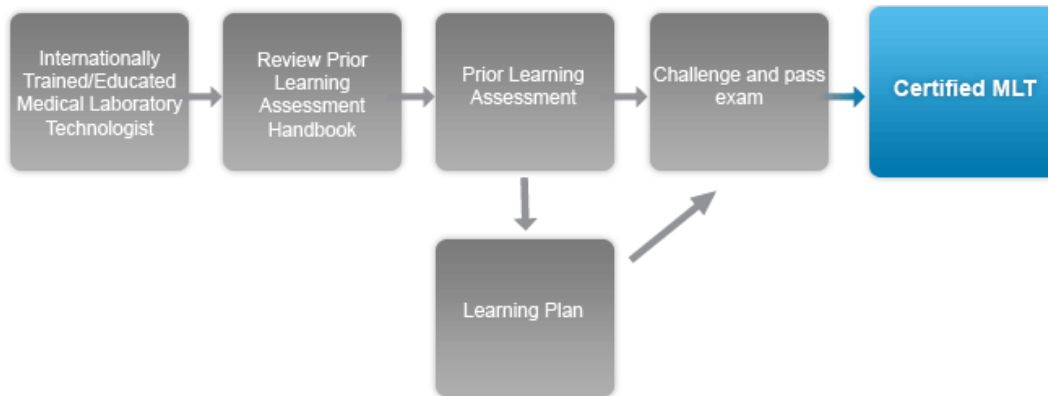 Internationally
Trained/Educated
Medical Laboratory
Technologist
Review Prior
Learning
Assessment
Handbook
Prior Learning
Assessment
Challenge and pass
exam
Certified MLT
Learning Plan